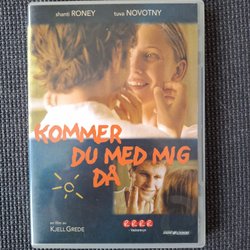 shanti RONEY tuva NOVOTNY
KOMMER
DU MED MIG
DÅ
en film av
KJELL GREDE